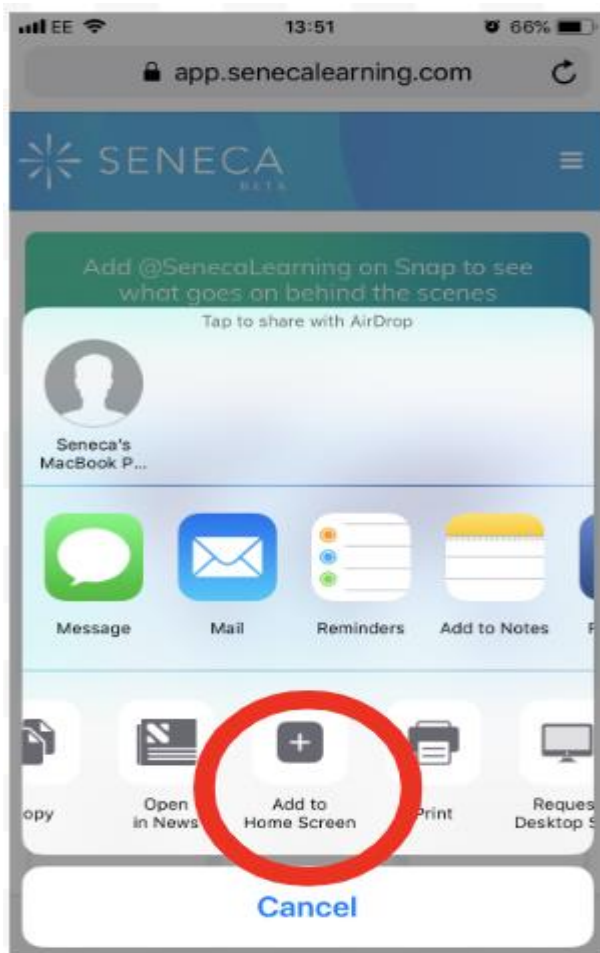 EE 13:51 66%
app.senecalearning.com
SENECA
BETA
Add @SenecaLearning on Snap to see
what goes on behind the scenes
Tap to share with AirDrop
Seneca's
MacBook P...
Message Mail Reminders Add to Notes
opy Open in News Add to Home Screen Print Reques Desktop S
Cancel